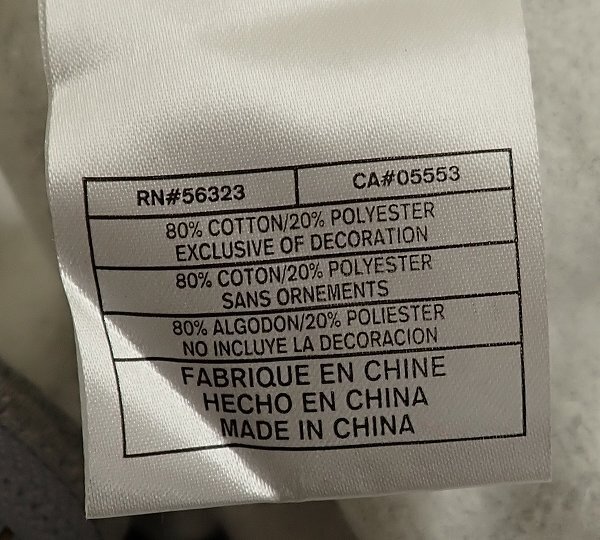 RN#56323 CA#05553
80% COTTON/20% POLYESTER
EXCLUSIVE OF DECORATION
80% COTON/20% POLYESTER
SANS ORNEMENTS
80% ALGODON/20% POLIESTER
NO INCLUYE LA DECORACION
FABRIQUE EN CHINE
HECHO EN CHINA
MADE IN CHINA